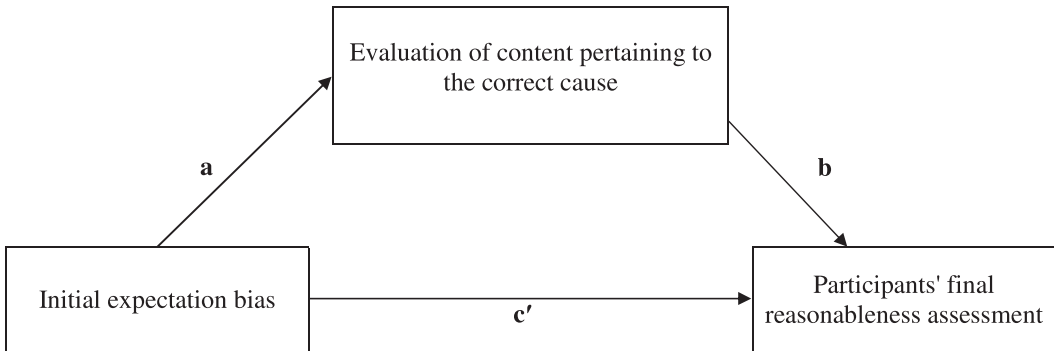 Evaluation of content pertaining to
the correct cause
a
b
Initial expectation bias
c′
Participants' final
reasonableness assessment